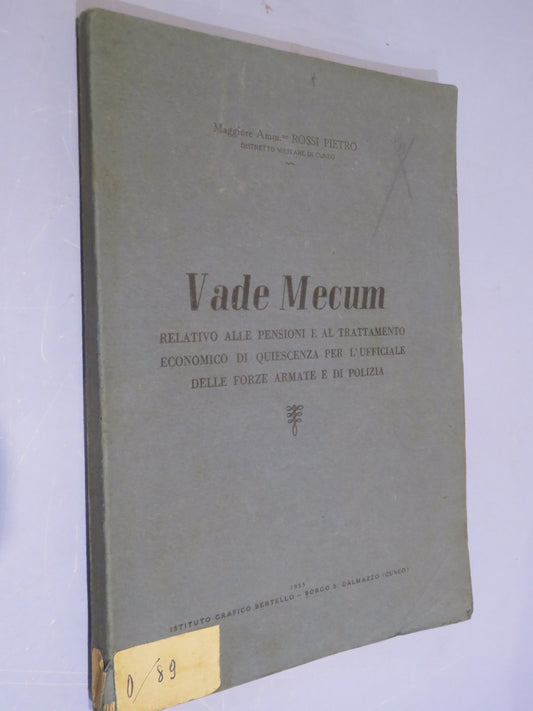 Maggiore Amm.ne ROSSI PIETRO
DISTRETTO MILITARE DI CUNEO
Vade Mecum
RELATIVO ALLE PENSIONI E AL TRATTAMENTO
ECONOMICO DI QUIESCENZA PER L'UFFICIALE
DELLE FORZE ARMATE E DI POLIZIA
1955
ISTITUTO GRAFICO BERTELLO - BORGO S. DALMAZZO (CUNEO)
D/89